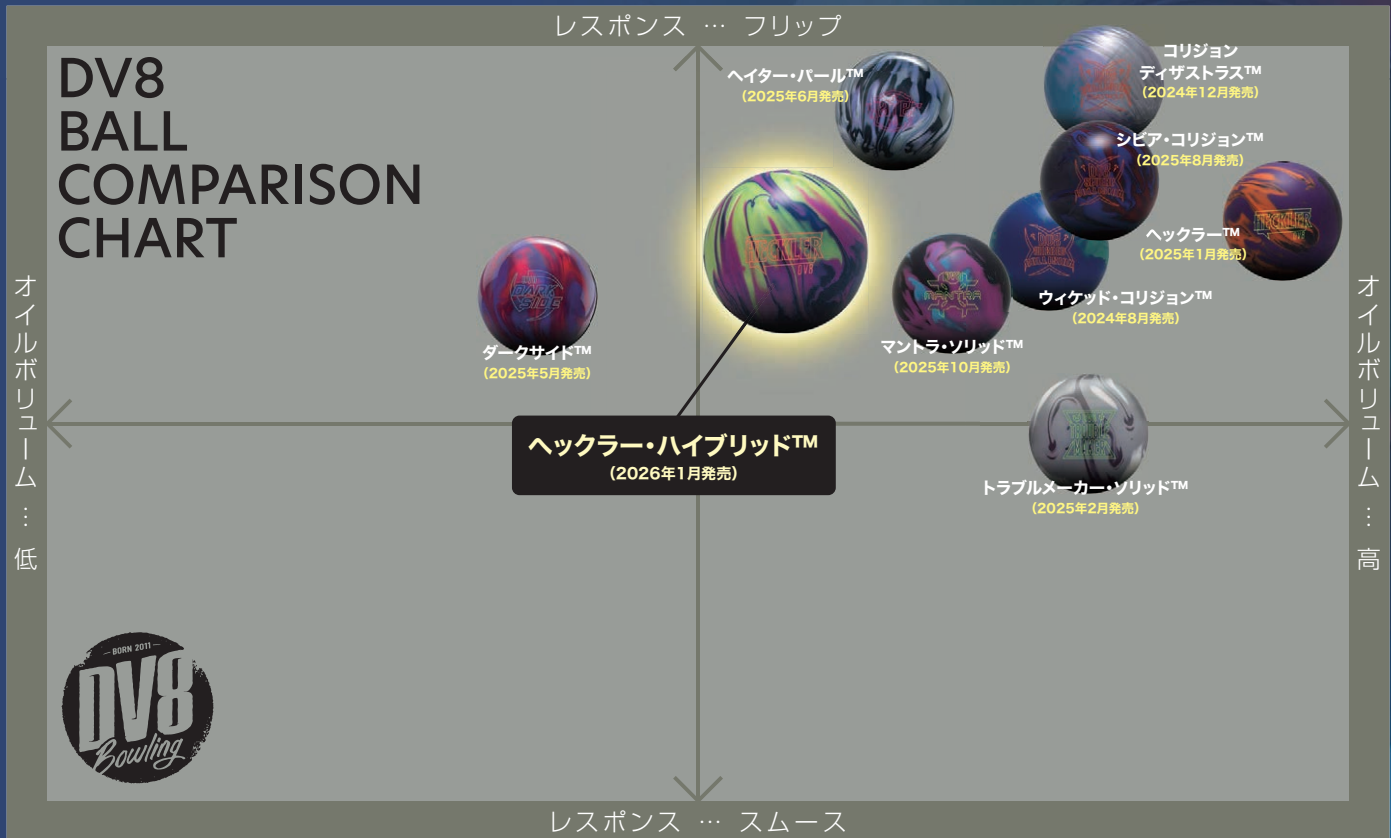 レスポンス … フリップ
DV8
BALL
COMPARISON
CHART
ヘイター・パール™
(2025年6月発売)
コリジョン
ディザストラス™
(2024年12月発売)
シビア・コリジョン™
(2025年8月発売)
ヘックラー™
(2025年1月発売)
HECKLER
DV8
HECKLER
ウィケッド・コリジョン™
(2024年8月発売)
DARK
SIDE
MANTRA
マントラ・ソリッド™
(2025年10月発売)
ダークサイド™
(2025年5月発売)
ヘックラー・ハイブリッド™
(2026年1月発売)
トラブルメーカー・ソリッド™
(2025年2月発売)
オイルボリューム … 低
オイルボリューム … 高
BORN 2011
DV8
Bowling
レスポンス … スムース